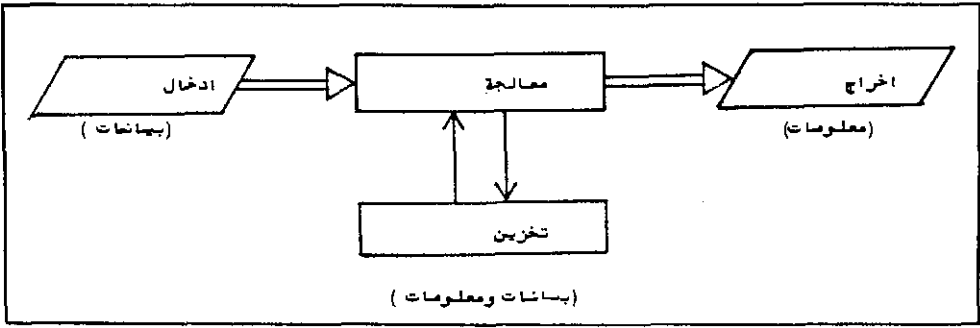 ادخال
(بيانات)
معالجة
اخراج
(معلومات)
تخزين
(بيانات ومعلومات)